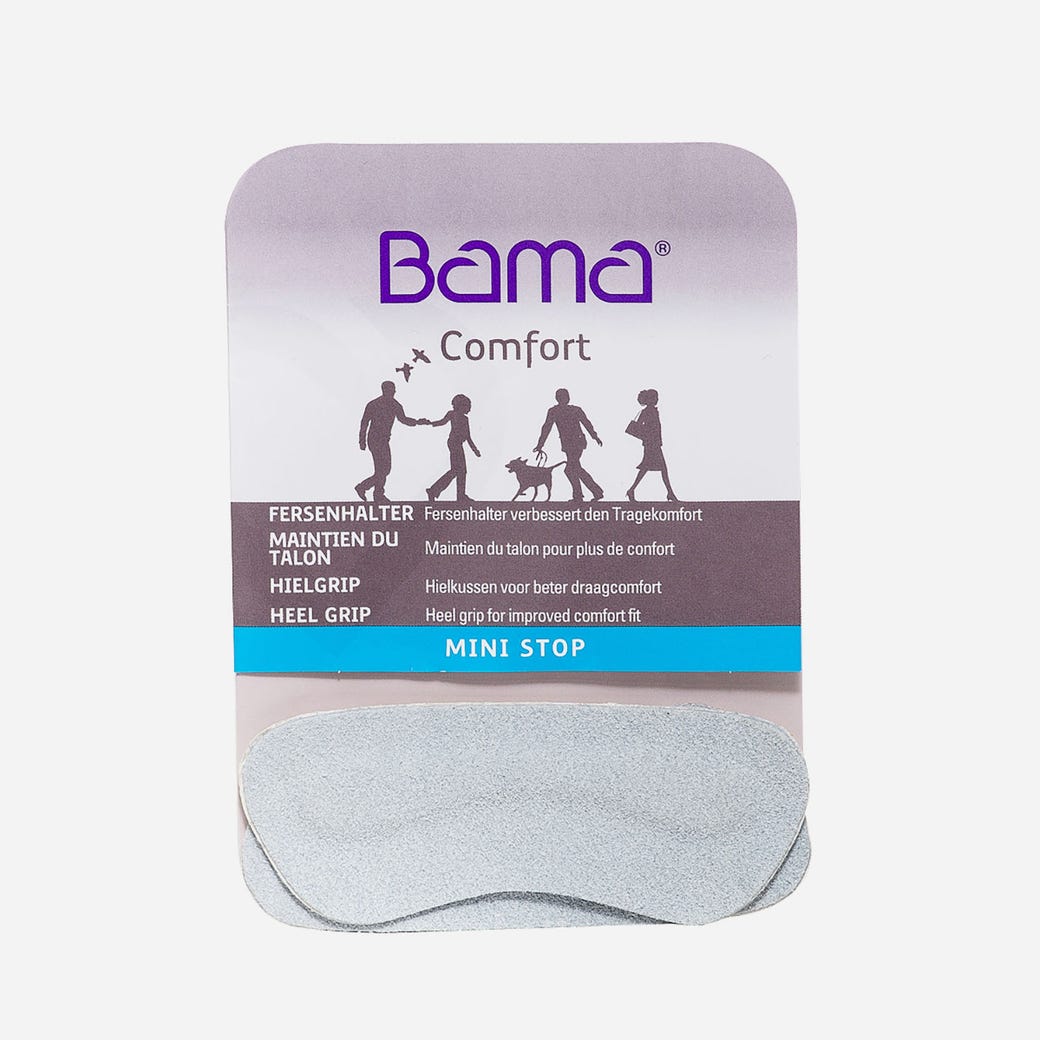 Bama®
Comfort
FERSENHALTER Fersenhalter verbessert den Tragekomfort
MAINTIEN DU
TALON Maintien du talon pour plus de confort
HIELGRIP Hielkussen voor beter draagcomfort
HEEL GRIP Heel grip for improved comfort fit
MINI STOP